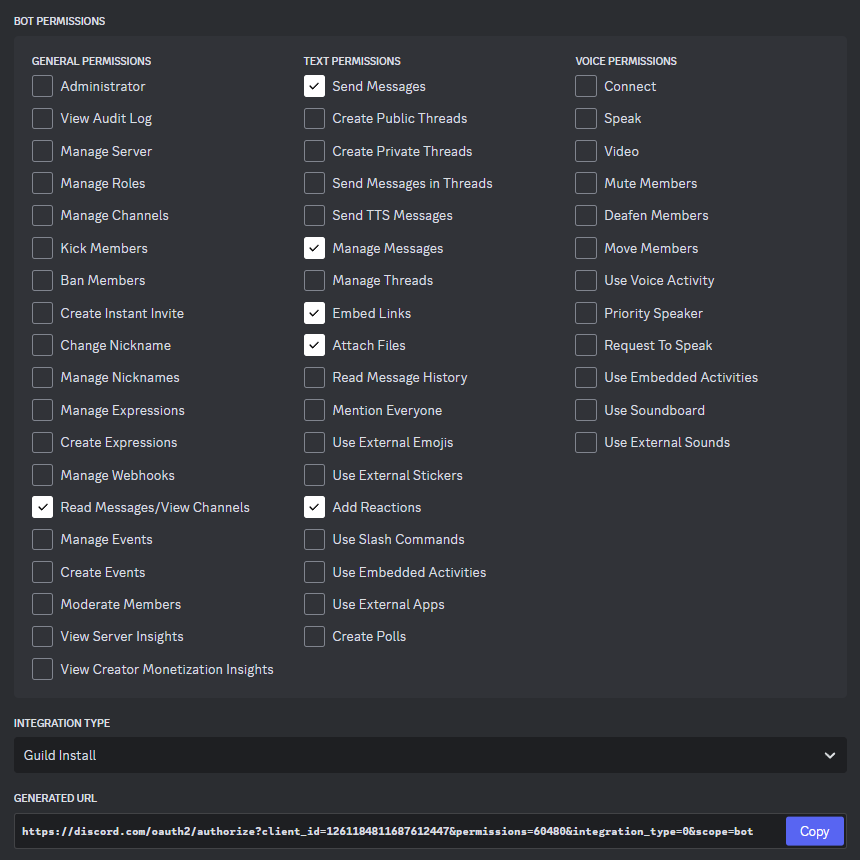 BOT PERMISSIONS
GENERAL PERMISSIONS
Administrator
View Audit Log
Manage Server
Manage Roles
Manage Channels
Kick Members
Ban Members
Create Instant Invite
Change Nickname
Manage Nicknames
Manage Expressions
Create Expressions
Manage Webhooks
Read Messages/View Channels
Manage Events
Create Events
Moderate Members
View Server Insights
View Creator Monetization Insights
TEXT PERMISSIONS
Send Messages
Create Public Threads
Create Private Threads
Send Messages in Threads
Send TTS Messages
Manage Messages
Manage Threads
Embed Links
Attach Files
Read Message History
Mention Everyone
Use External Emojis
Use External Stickers
Add Reactions
Use Slash Commands
Use Embedded Activities
Use External Apps
Create Polls
VOICE PERMISSIONS
Connect
Speak
Video
Mute Members
Deafen Members
Move Members
Use Voice Activity
Priority Speaker
Request To Speak
Use Embedded Activities
Use Soundboard
Use External Sounds
INTEGRATION TYPE
Guild Install
GENERATED URL
https://discord.com/oauth2/authorize?client_id=1261184811687612447&permissions=60480&integration_type=0&scope=bot
Copy